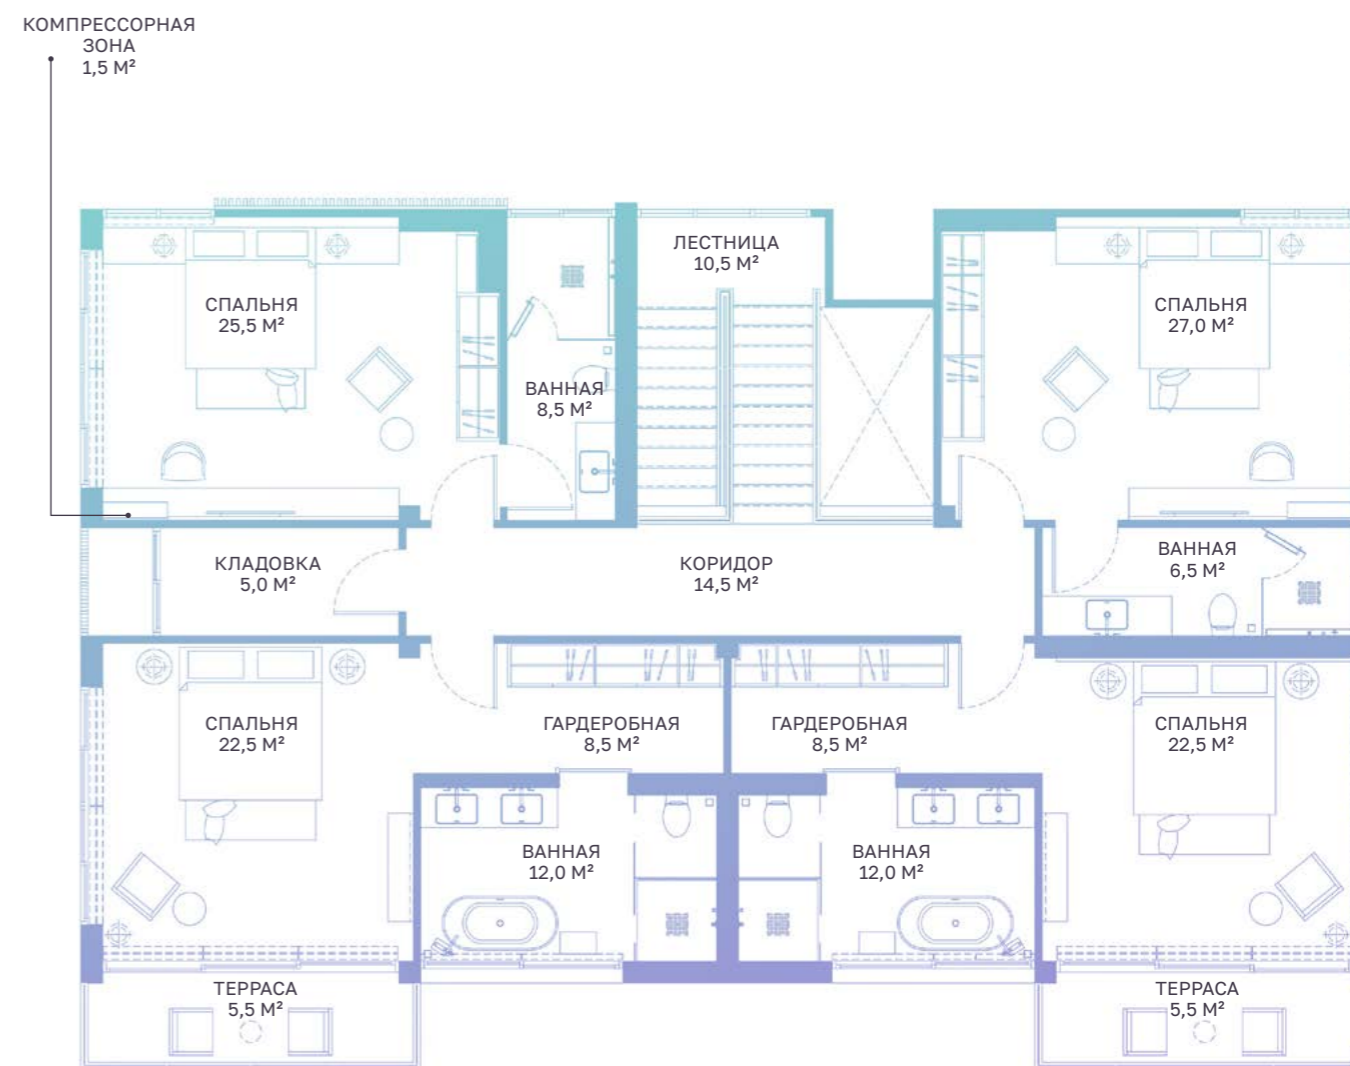 КОМПРЕССОРНАЯ
ЗОНА
1,5 М²
ЛЕСТНИЦА
10,5 М²
СПАЛЬНЯ
25,5 М²
СПАЛЬНЯ
27,0 М²
ВАННАЯ
8,5 М²
КЛАДОВКА
5,0 М²
КОРИДОР
14,5 М²
ВАННАЯ
6,5 М²
СПАЛЬНЯ
22,5 М²
ГАРДЕРОБНАЯ
8,5 М²
ГАРДЕРОБНАЯ
8,5 М²
СПАЛЬНЯ
22,5 М²
ВАННАЯ
12,0 М²
ВАННАЯ
12,0 М²
ТЕРРАСА
5,5 М²
ТЕРРАСА
5,5 М²